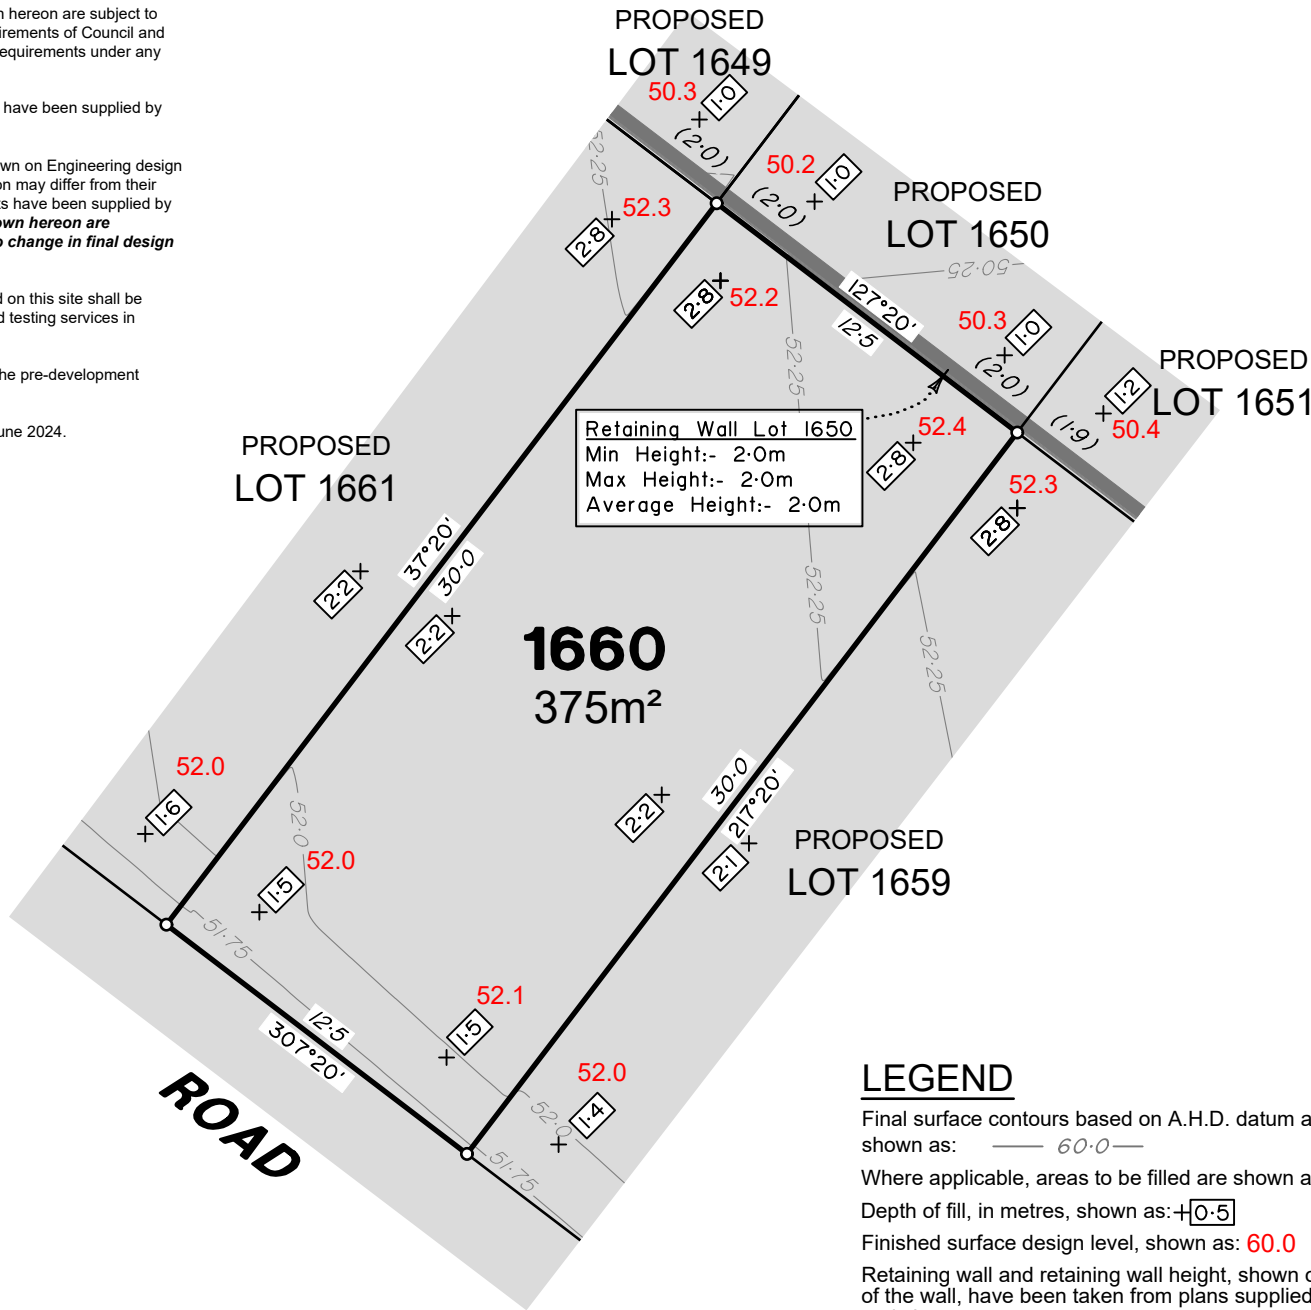 n hereon are subject to
irements of Council and
equirements under any
have been supplied by
wn on Engineering design
on may differ from their
ts have been supplied by
own hereon are
o change in final design
d on this site shall be
d testing services in
he pre-development
une 2024.
PROPOSED
LOT 1649
50.3
1·0
(2·0)
50.2
1·0
(2·0)
PROPOSED
LOT 1650
52·25
52.3
2·8
50·25
127°20'
12·5
50.3
1·0
(2·0)
2·8
52.2
52·25
PROPOSED
LOT 1651
1·2
50.4
(1·9)
Retaining Wall Lot 1650
Min Height:- 2·0m
Max Height:- 2·0m
Average Height:- 2·0m
52.4
2·8
PROPOSED
LOT 1661
52.3
2·8
37°20'
30·0
2·2
2·2
52·25
52·25
1660
375m²
52.0
1·6
30·0
217°20'
2·2
2·1
PROPOSED
LOT 1659
52·0
52.0
1·5
51·75
52.1
1·5
12·5
307°20'
52.0
1·4
52·0
51·75
ROAD
LEGEND
Final surface contours based on A.H.D. datum a
shown as: 60·0
Where applicable, areas to be filled are shown a
Depth of fill, in metres, shown as: +0·5
Finished surface design level, shown as: 60.0
Retaining wall and retaining wall height, shown o
of the wall, have been taken from plans supplied